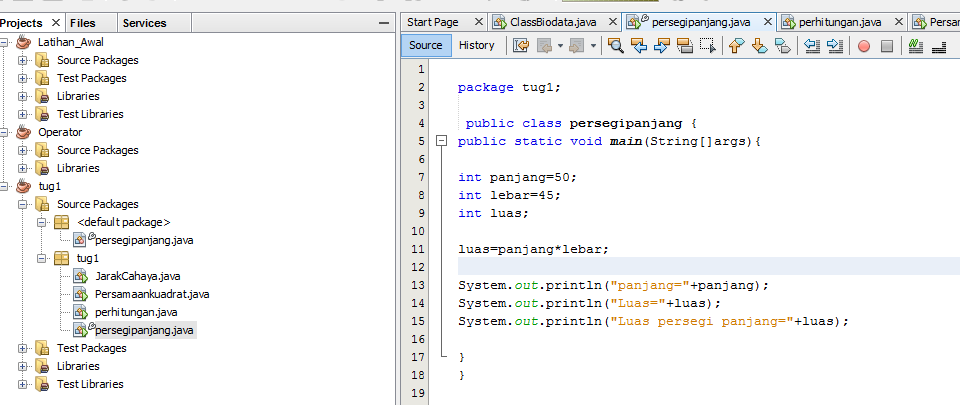 Projects Files Services
Latihan_Awal
Source Packages
Test Packages
Libraries
Test Libraries
Operator
Source Packages
Libraries
tug1
Source Packages
<default package>
persegipanjang.java
tug1
JarakCahaya.java
Persamaankuadrat.java
perhitungan.java
persegipanjang.java
Test Packages
Libraries
Test Libraries
Start Page ClassBiodata.java persegipanjang.java perhitungan.java Persam
Source History
1
2 package tug1;
3
4 public class persegipanjang {
5 public static void main(String[]args){
6
7 int panjang=50;
8 int lebar=45;
9 int luas;
10
11 luas=panjang*lebar;
12
13 System.out.println("panjang="+panjang);
14 System.out.println("Luas="+luas);
15 System.out.println("Luas persegi panjang="+luas);
16
17 }
18 }
19